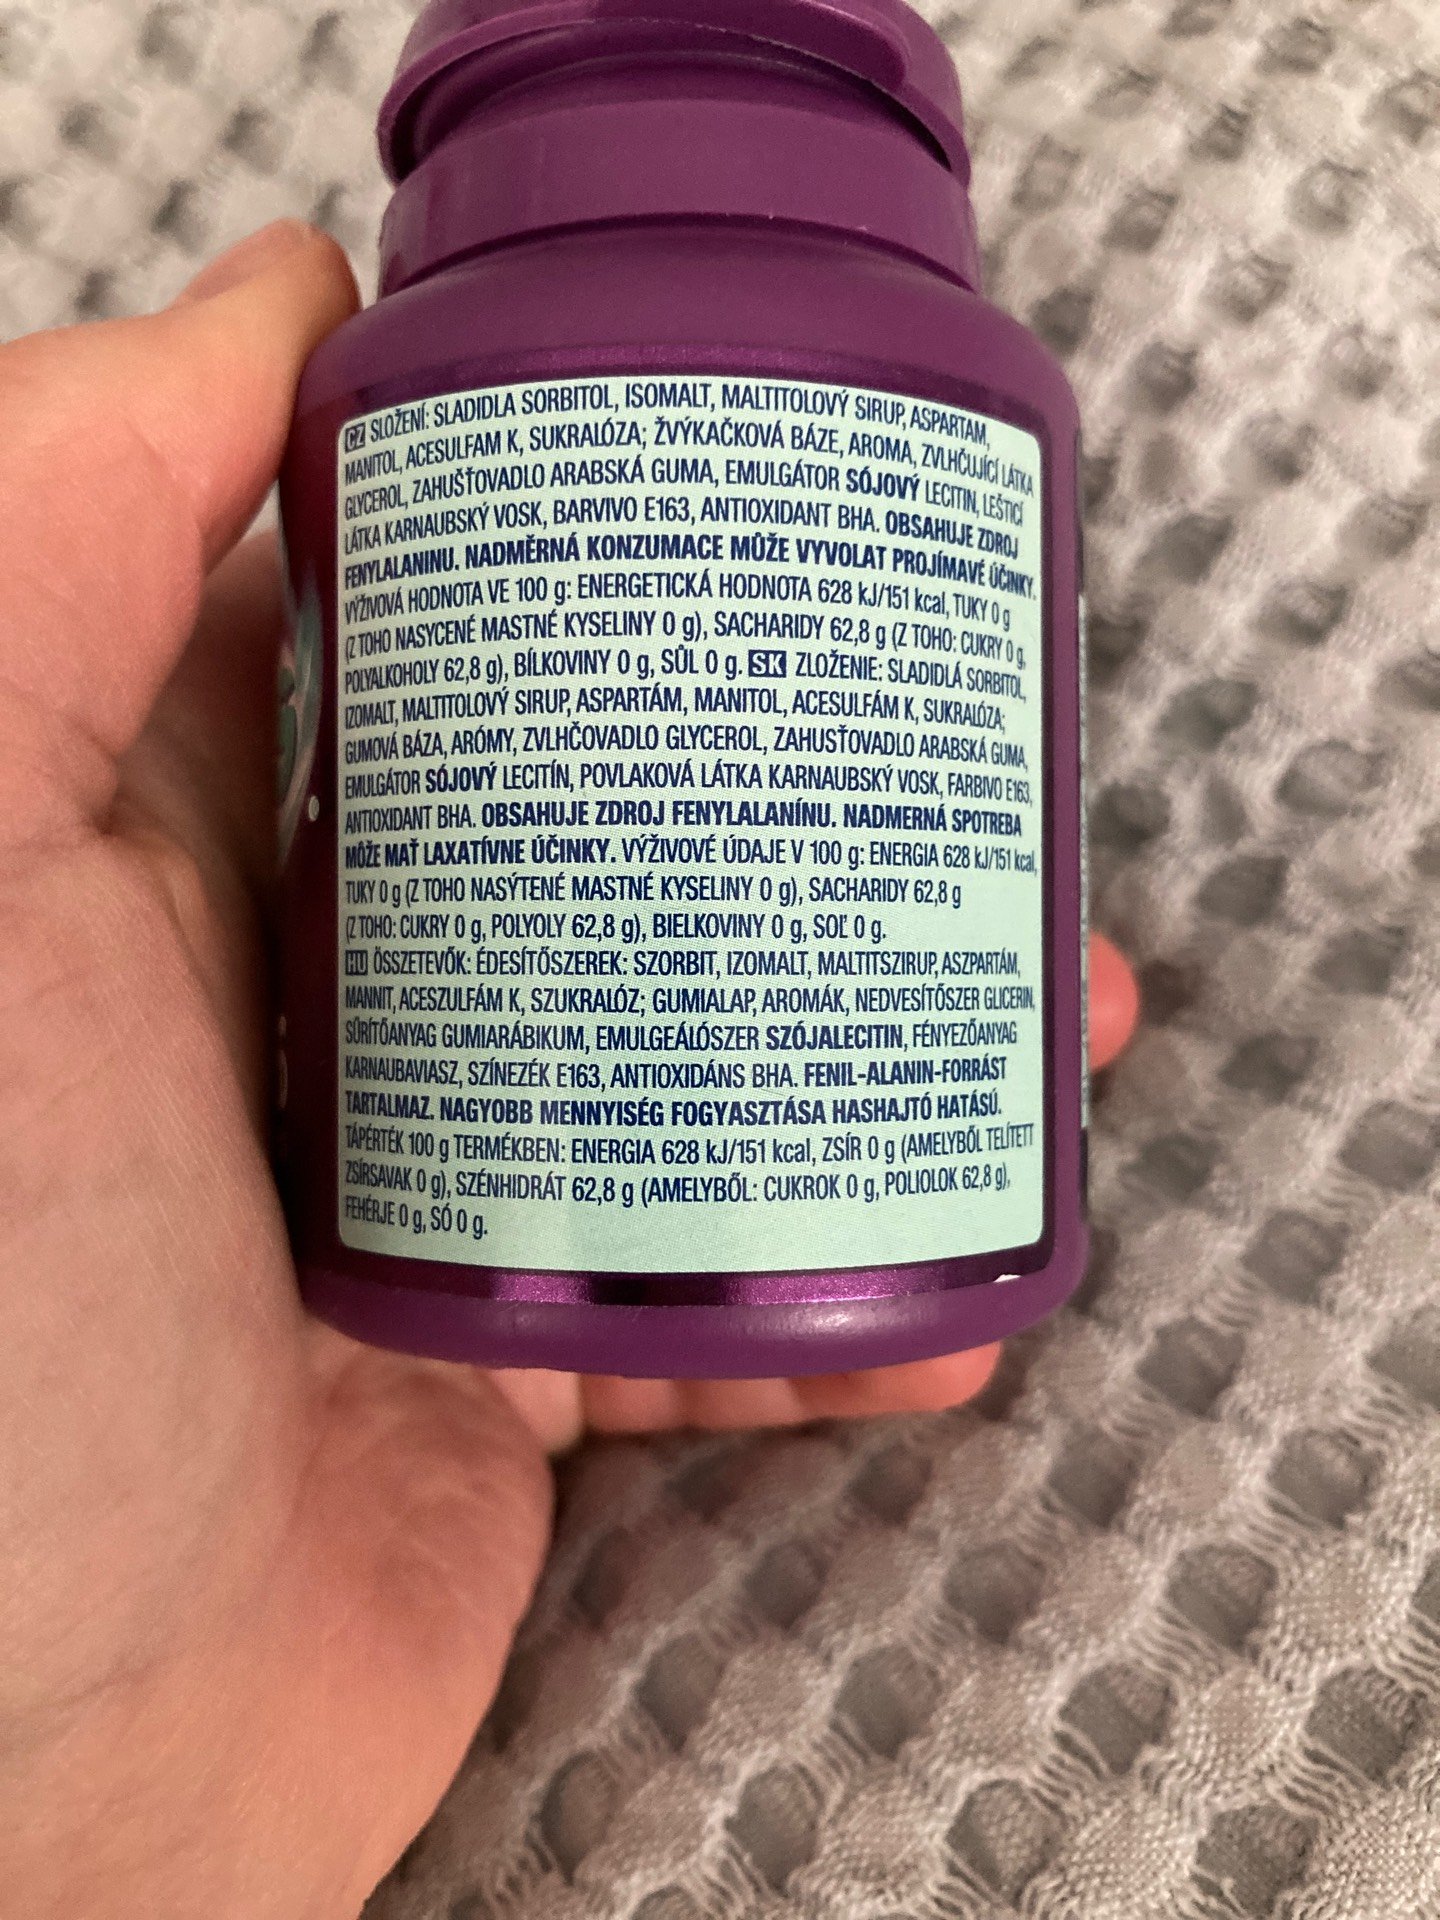 CZ SLOŽENÍ: SLADIDLA SORBITOL, ISOMALT, MALTITOLOVÝ SIRUP, ASPARTAM,
MANITOL, ACESULFAM K, SUKRALÓZA; ŽVÝKAČKOVÁ BÁZE, AROMA, ZVLHČUJÍCÍ LÁTKA
GLYCEROL, ZAHUŠŤOVADLO ARABSKÁ GUMA, EMULGÁTOR SÓJOVÝ LECITIN, LEŠTICÍ
LÁTKA KARNAUBSKÝ VOSK, BARVIVO E163, ANTIOXIDANT BHA. OBSAHUJE ZDROJ
FENYLALANINU. NADMĚRNÁ KONZUMACE MŮŽE VYVOLAT PROJÍMAVÉ ÚČINKY.
VÝŽIVOVÁ HODNOTA VE 100 g: ENERGETICKÁ HODNOTA 628 kJ/151 kcal, TUKY 0 g
(Z TOHO NASYCENÉ MASTNÉ KYSELINY 0 g), SACHARIDY 62,8 g (Z TOHO: CUKRY 0 g,
POLYALKOHOLY 62,8 g), BÍLKOVINY 0 g, SŮL 0 g. SK ZLOŽENIE: SLADIDLÁ SORBITOL,
IZOMALT, MALTITOLOVÝ SIRUP, ASPARTÁM, MANITOL, ACESULFÁM K, SUKRALÓZA;
GUMOVÁ BÁZA, ARÓMY, ZVLHČOVADLO GLYCEROL, ZAHUSŤOVADLO ARABSKÁ GUMA,
EMULGÁTOR SÓJOVÝ LECITÍN, POVLAKOVÁ LÁTKA KARNAUBSKÝ VOSK, FARBIVO E163,
ANTIOXIDANT BHA. OBSAHUJE ZDROJ FENYLALANÍNU. NADMERNÁ SPOTREBA
MÔŽE MAŤ LAXATÍVNE ÚČINKY. VÝŽIVOVÉ ÚDAJE V 100 g: ENERGIA 628 kJ/151 kcal,
TUKY 0 g (Z TOHO NASÝTENÉ MASTNÉ KYSELINY 0 g), SACHARIDY 62,8 g
(Z TOHO: CUKRY 0 g, POLYOLY 62,8 g), BIELKOVINY 0 g, SOĽ 0 g.
HU ÖSSZETEVŐK: ÉDESÍTŐSZEREK: SZORBIT, IZOMALT, MALTITSZIRUP, ASZPARTÁM,
MANNIT, ACESZULFÁM K, SZUKRALÓZ; GUMIALAP, AROMÁK, NEDVESÍTŐSZER GLICERIN,
SŰRÍTŐANYAG GUMIARÁBIKUM, EMULGEÁLÓSZER SZÓJALECITIN, FÉNYEZŐANYAG
KARNAUBAVIASZ, SZÍNEZÉK E163, ANTIOXIDÁNS BHA. FENIL-ALANIN-FORRÁST
TARTALMAZ. NAGYOBB MENNYISÉG FOGYASZTÁSA HASHAJTÓ HATÁSÚ.
TÁPÉRTÉK 100 g TERMÉKBEN: ENERGIA 628 kJ/151 kcal, ZSÍR 0 g (AMELYBŐL TELÍTETT
ZSÍRSAVAK 0 g), SZÉNHIDRÁT 62,8 g (AMELYBŐL: CUKROK 0 g, POLIOLOK 62,8 g),
FEHÉRJE 0 g, SÓ 0 g.